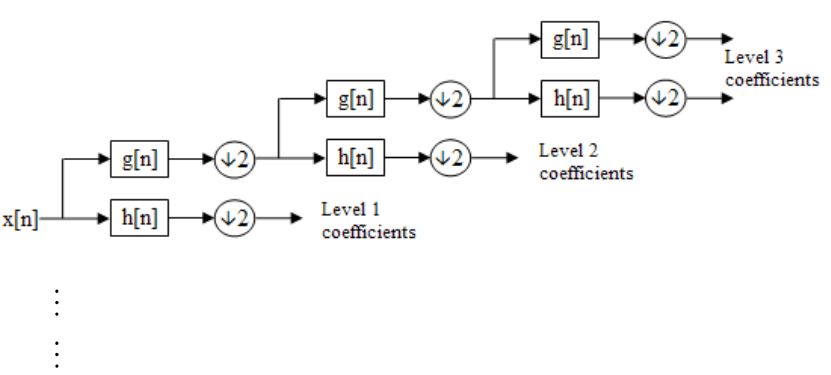 g[n] ↓2
Level 3
coefficients
g[n] ↓2 h[n] ↓2
g[n] ↓2 h[n] ↓2
Level 2
coefficients
x[n] h[n] ↓2
Level 1
coefficients